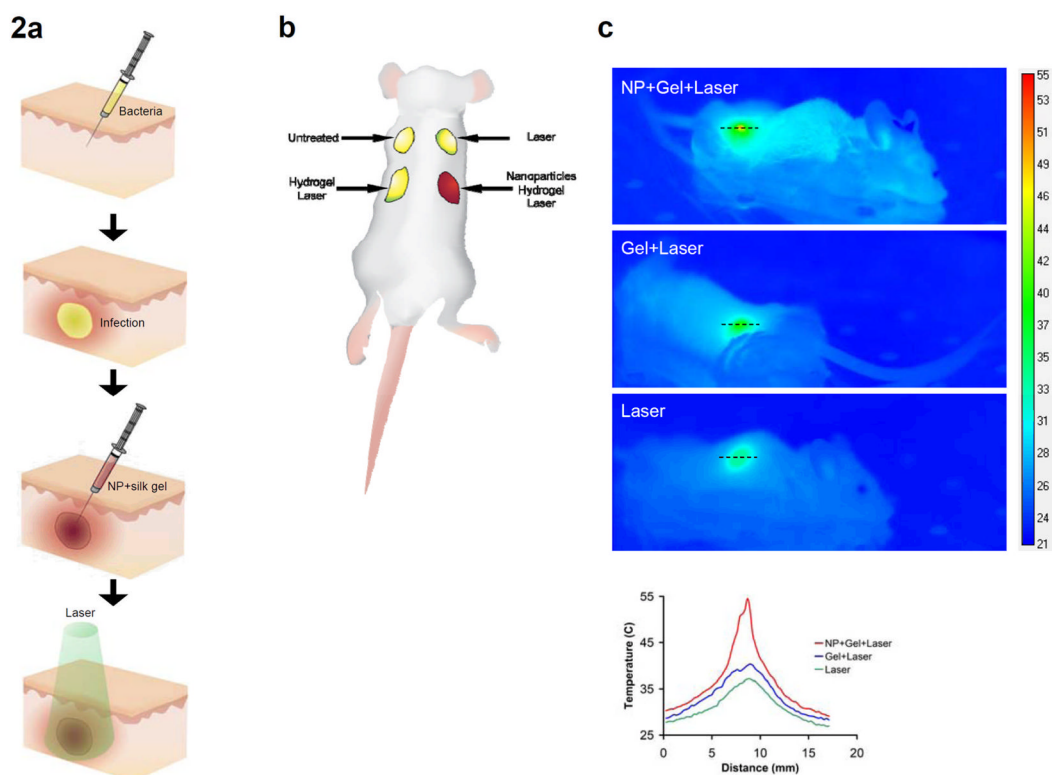 2a
Bacteria
Infection
NP+silk gel
Laser
b
Untreated
Laser
Hydrogel
Laser
Nanoparticles
Hydrogel
Laser
c
NP+Gel+Laser
Gel+Laser
Laser
55
53
51
49
46
44
42
40
37
35
33
31
28
26
24
21
Temperature (C)
55
45
35
25
0
5
10
15
20
Distance (mm)
NP+Gel+Laser
Gel+Laser
Laser